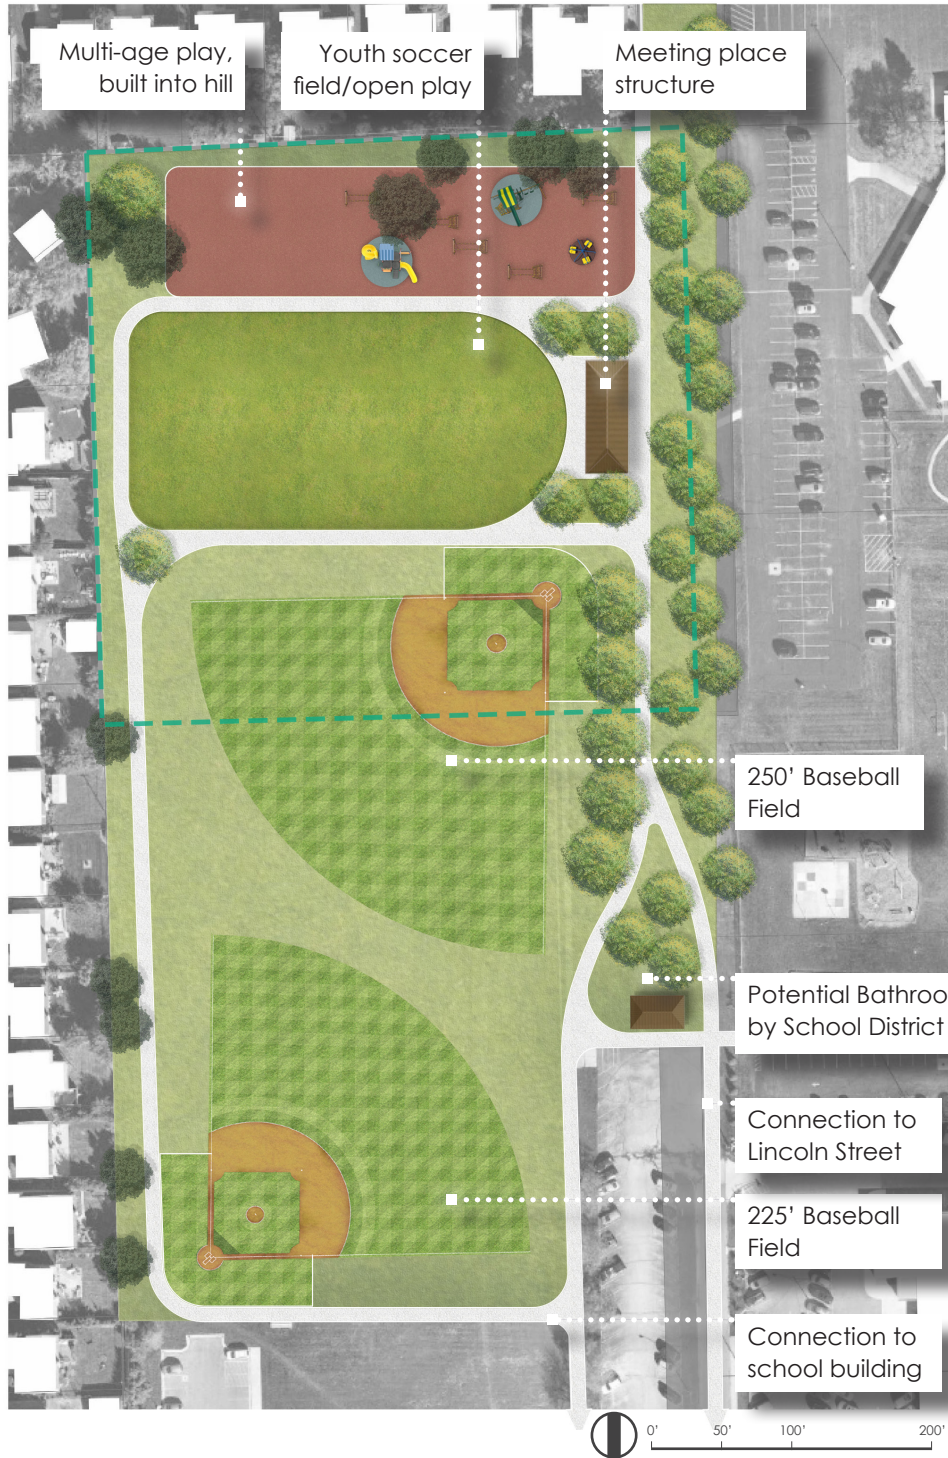 Multi-age play,
built into hill
Youth soccer
field/open play
Meeting place
structure
250’ Baseball
Field
Potential Bathroo
by School District
Connection to
Lincoln Street
225’ Baseball
Field
Connection to
school building
0’ 50’ 100’ 200’